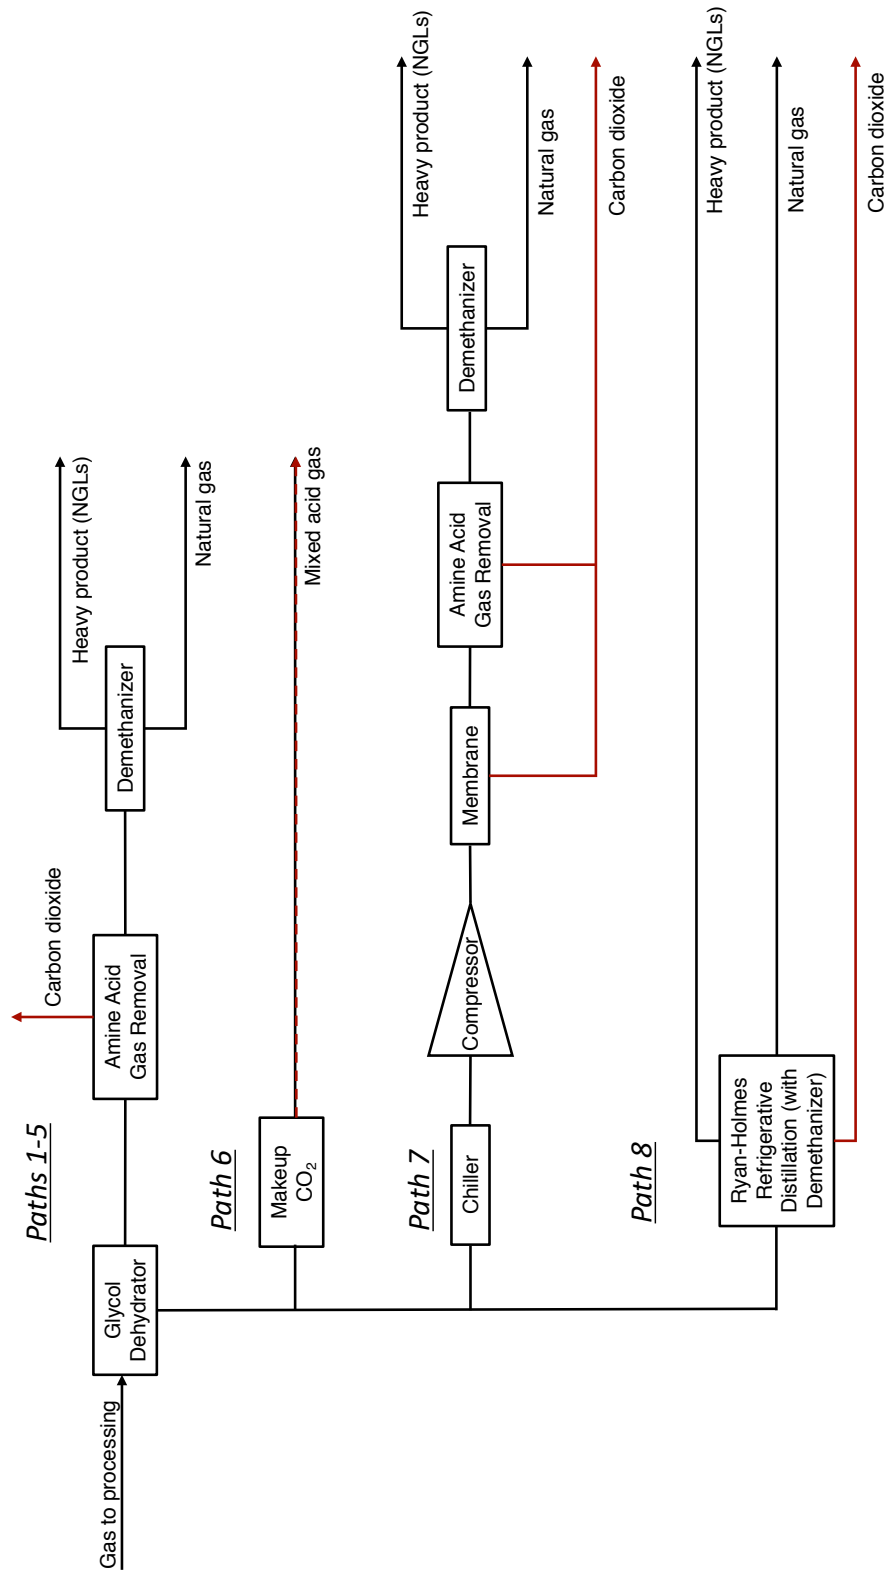 Gas to processing
Glycol
Dehydrator
Paths 1-5
Amine Acid
Gas Removal
Carbon dioxide
Demethanizer
Heavy product (NGLs)
Natural gas
Path 6
Makeup
CO₂
Mixed acid gas
Path 7
Chiller
Compressor
Membrane
Amine Acid
Gas Removal
Demethanizer
Heavy product (NGLs)
Natural gas
Carbon dioxide
Path 8
Ryan-Holmes
Refrigerative
Distillation (with
Demethanizer)
Heavy product (NGLs)
Natural gas
Carbon dioxide